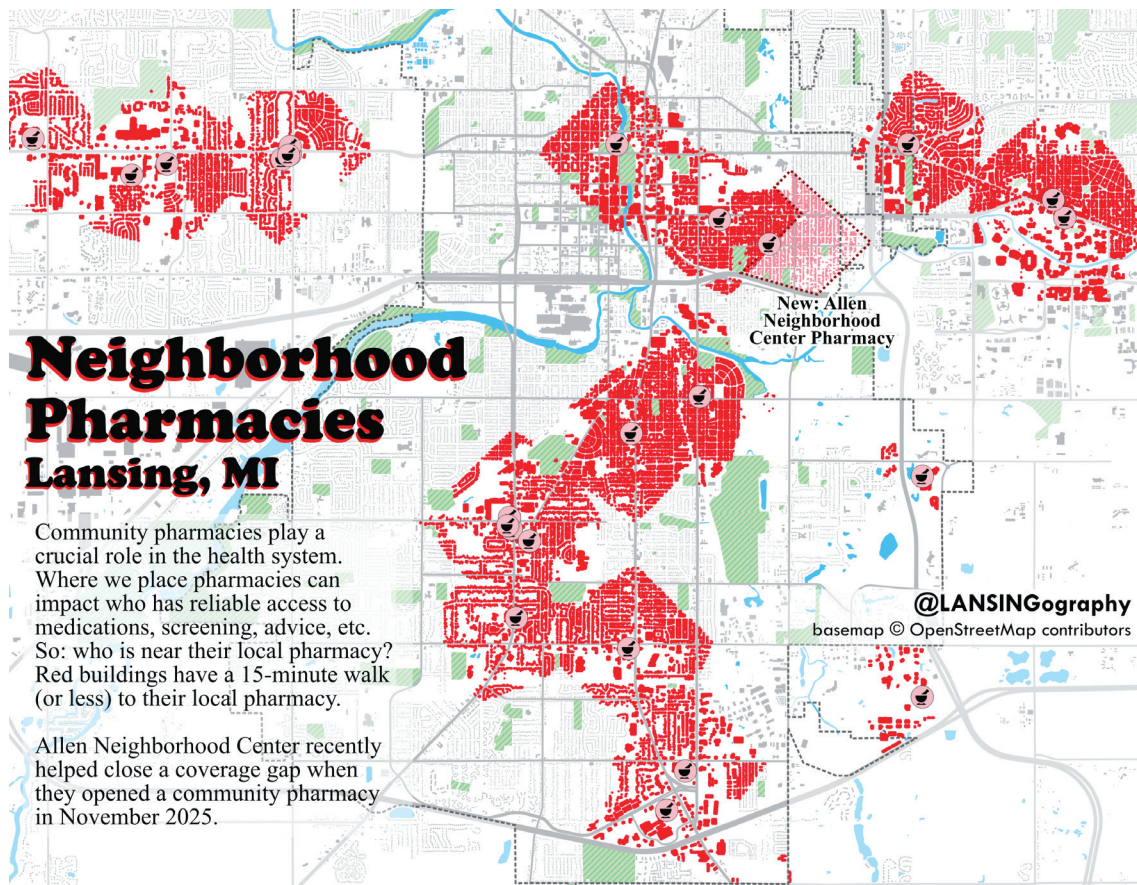 New: Allen
Neighborhood
Center Pharmacy
Neighborhood
Pharmacies
Lansing, MI
Community pharmacies play a
crucial role in the health system.
Where we place pharmacies can
impact who has reliable access to
medications, screening, advice, etc.
So: who is near their local pharmacy?
Red buildings have a 15-minute walk
(or less) to their local pharmacy.
Allen Neighborhood Center recently
helped close a coverage gap when
they opened a community pharmacy
in November 2025.
@LANSINGography
basemap © OpenStreetMap contributors